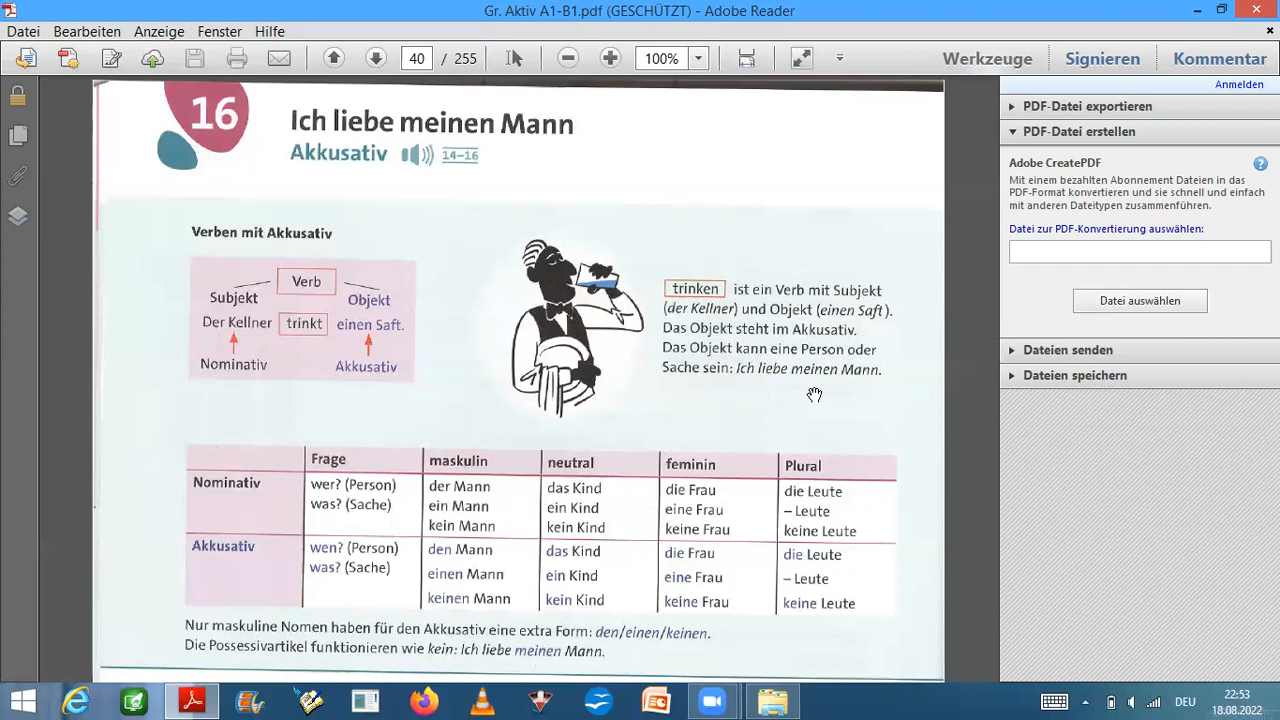 Gr. Aktiv A1-B1.pdf (GESCHÜTZT) - Adobe Reader
Datei Bearbeiten Anzeige Fenster Hilfe
40 / 255
100%
Werkzeuge Signieren Kommentar
Anmelden
16
Ich liebe meinen Mann
Akkusativ 14–16
Verben mit Akkusativ
Verb
Subjekt Objekt
Der Kellner trinkt einen Saft.
Nominativ Akkusativ
trinken ist ein Verb mit Subjekt
(der Kellner) und Objekt (einen Saft).
Das Objekt steht im Akkusativ.
Das Objekt kann eine Person oder
Sache sein: Ich liebe meinen Mann.
Frage maskulin neutral feminin Plural
Nominativ wer? (Person) der Mann das Kind die Frau die Leute
was? (Sache) ein Mann ein Kind eine Frau – Leute
kein Mann kein Kind keine Frau keine Leute
Akkusativ wen? (Person) den Mann das Kind die Frau die Leute
was? (Sache) einen Mann ein Kind eine Frau – Leute
keinen Mann kein Kind keine Frau keine Leute
Nur maskuline Nomen haben für den Akkusativ eine extra Form: den/einen/keinen.
Die Possessivartikel funktionieren wie kein: Ich liebe meinen Mann.
PDF-Datei exportieren
PDF-Datei erstellen
Adobe CreatePDF
Mit einem bezahlten Abonnement Dateien in das
PDF-Format konvertieren und sie schnell und einfach
mit anderen Dateitypen zusammenführen.
Datei zur PDF-Konvertierung auswählen:
Datei auswählen
Dateien senden
Dateien speichern
DEU
22:53
18.08.2022